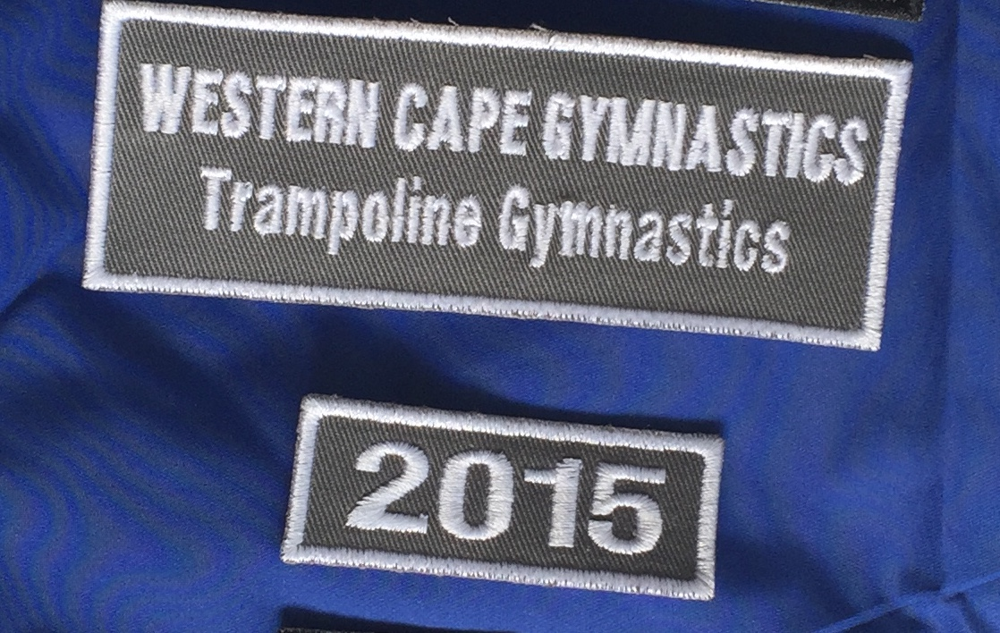 WESTERN CAPE GYMNASTICS
Trampoline Gymnastics
2015